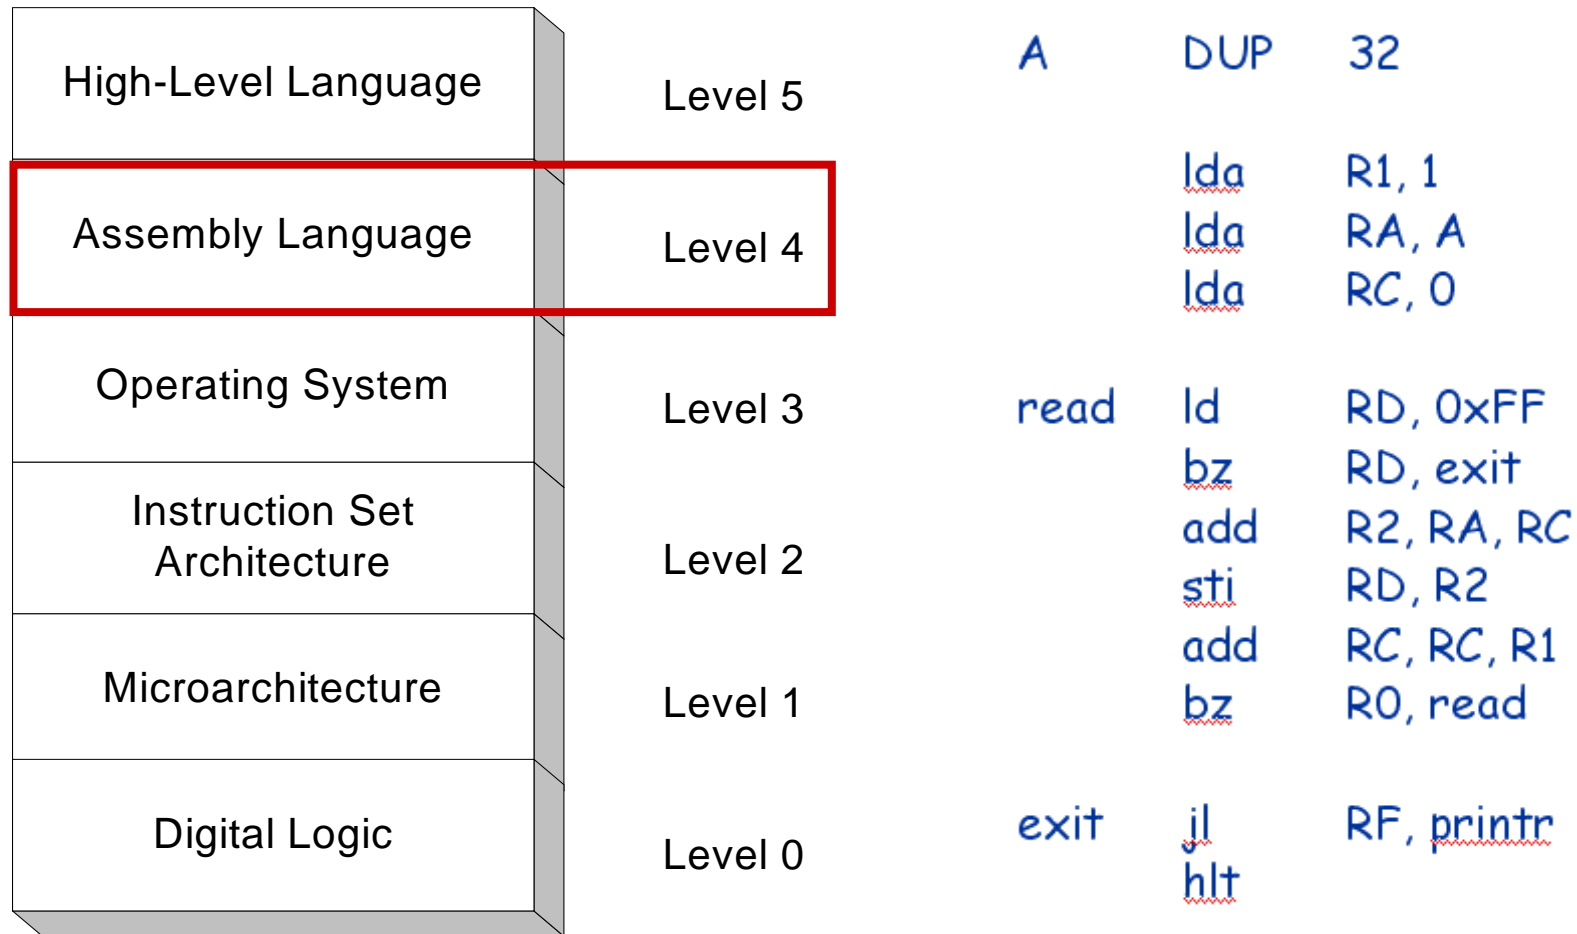 High-Level Language
Level 5
Assembly Language
Level 4
Operating System
Level 3
Instruction Set
Architecture
Level 2
Microarchitecture
Level 1
Digital Logic
Level 0
A DUP 32
lda R1, 1
lda RA, A
lda RC, 0
read ld RD, 0xFF
bz RD, exit
add R2, RA, RC
sti RD, R2
add RC, RC, R1
bz R0, read
exit jl RF, printr
hlt